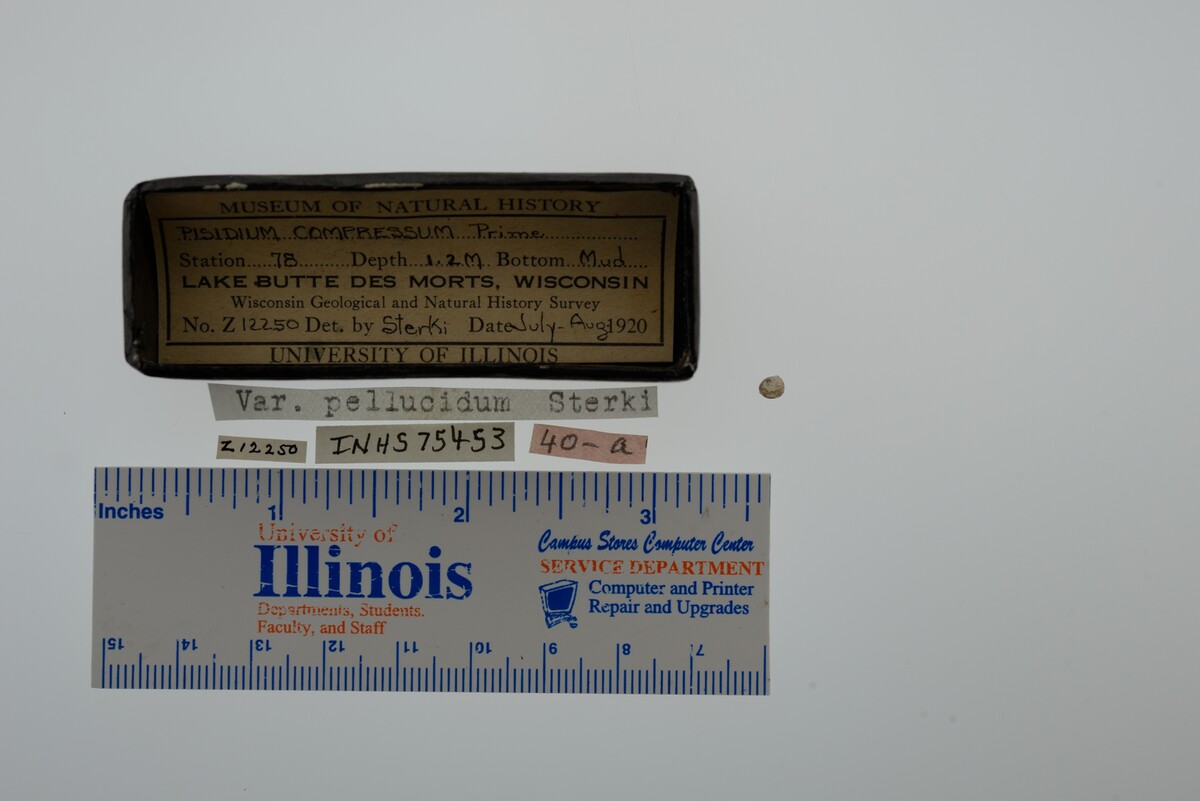 MUSEUM OF NATURAL HISTORY
PISIDIUM COMPRESSUM Prime
Station 78 Depth 1.2M Bottom Mud
LAKE BUTTE DES MORTS, WISCONSIN
Wisconsin Geological and Natural History Survey
No. Z 12250 Det. by Sterki Date July-Aug 1920
UNIVERSITY OF ILLINOIS
Var. pellucidum Sterki
Z12250
INHS75453
40-a
Inches 1 2 3
University of
Illinois
Departments, Students,
Faculty, and Staff
Campus Stores Computer Center
SERVICE DEPARTMENT
Computer and Printer
Repair and Upgrades
15 14 13 12 11 10 9 8 7